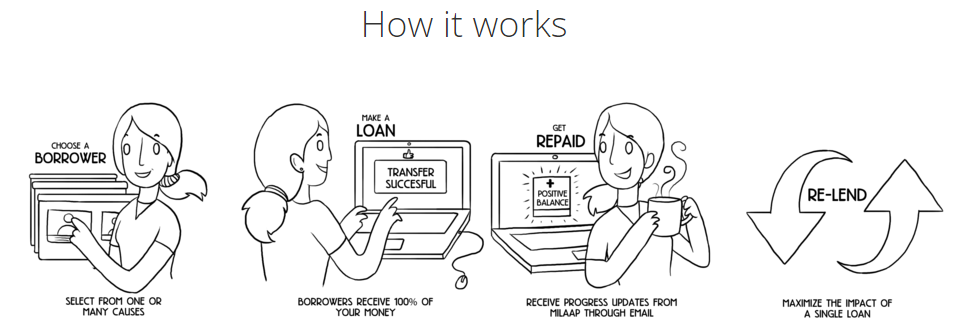 How it works
CHOOSE A
BORROWER
SELECT FROM ONE OR
MANY CAUSES
MAKE A
LOAN
TRANSFER
SUCCESFUL
BORROWERS RECEIVE 100% OF
YOUR MONEY
GET
REPAID
+
POSITIVE
BALANCE
RECEIVE PROGRESS UPDATES FROM
MILAAP THROUGH EMAIL
RE-LEND
MAXIMIZE THE IMPACT OF
A SINGLE LOAN